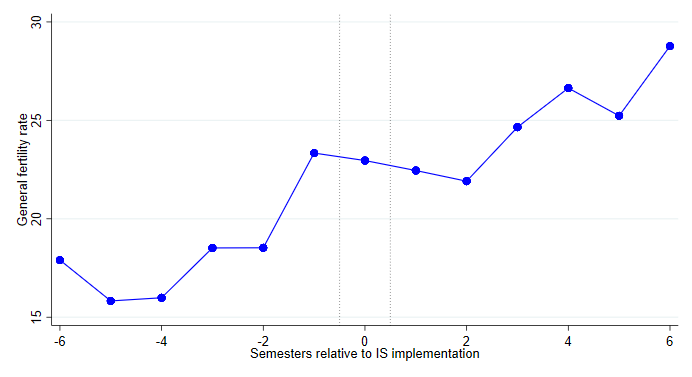 General fertility rate
30
25
20
15
-6 -4 -2 0 2 4 6
Semesters relative to IS implementation